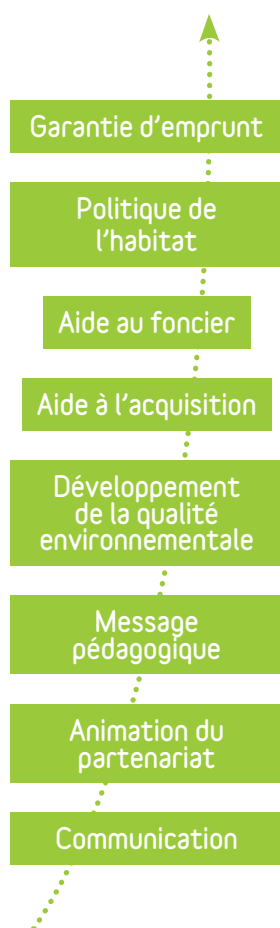 Garantie d'emprunt
Politique de
l'habitat
Aide au foncier
Aide à l'acquisition
Développement
de la qualité
environnementale
Message
pédagogique
Animation du
partenariat
Communication